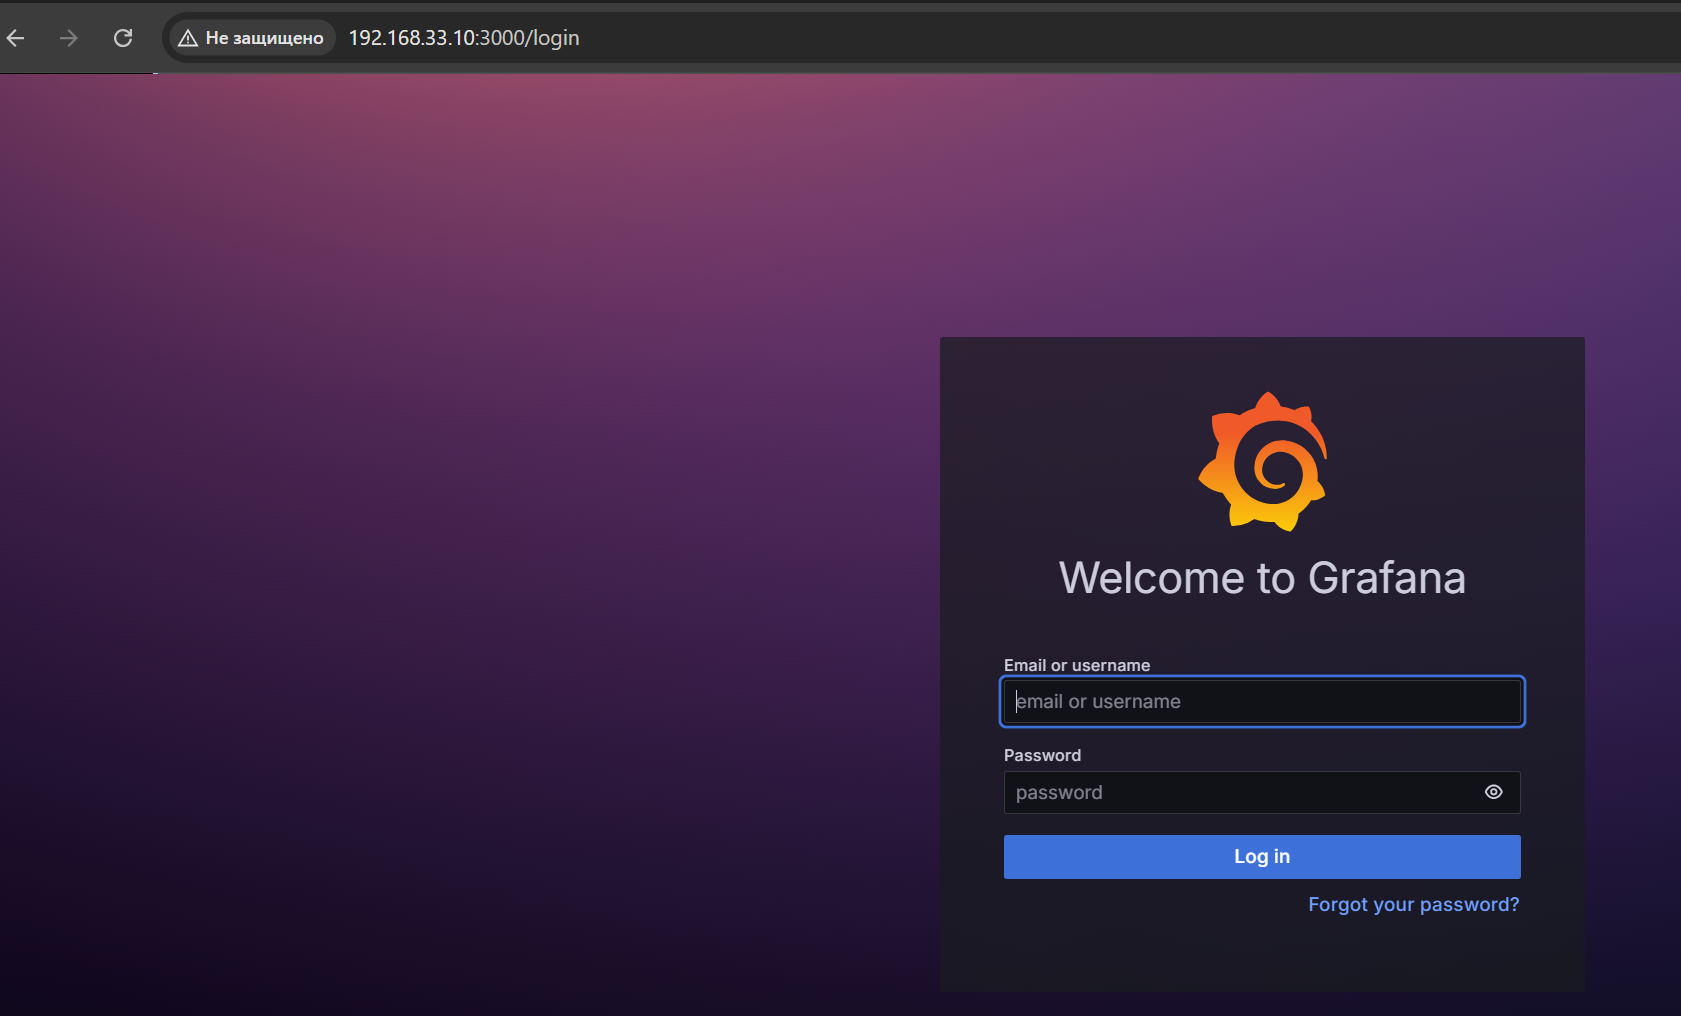 Не защищено 192.168.33.10:3000/login
Welcome to Grafana
Email or username
email or username
Password
password
Log in
Forgot your password?